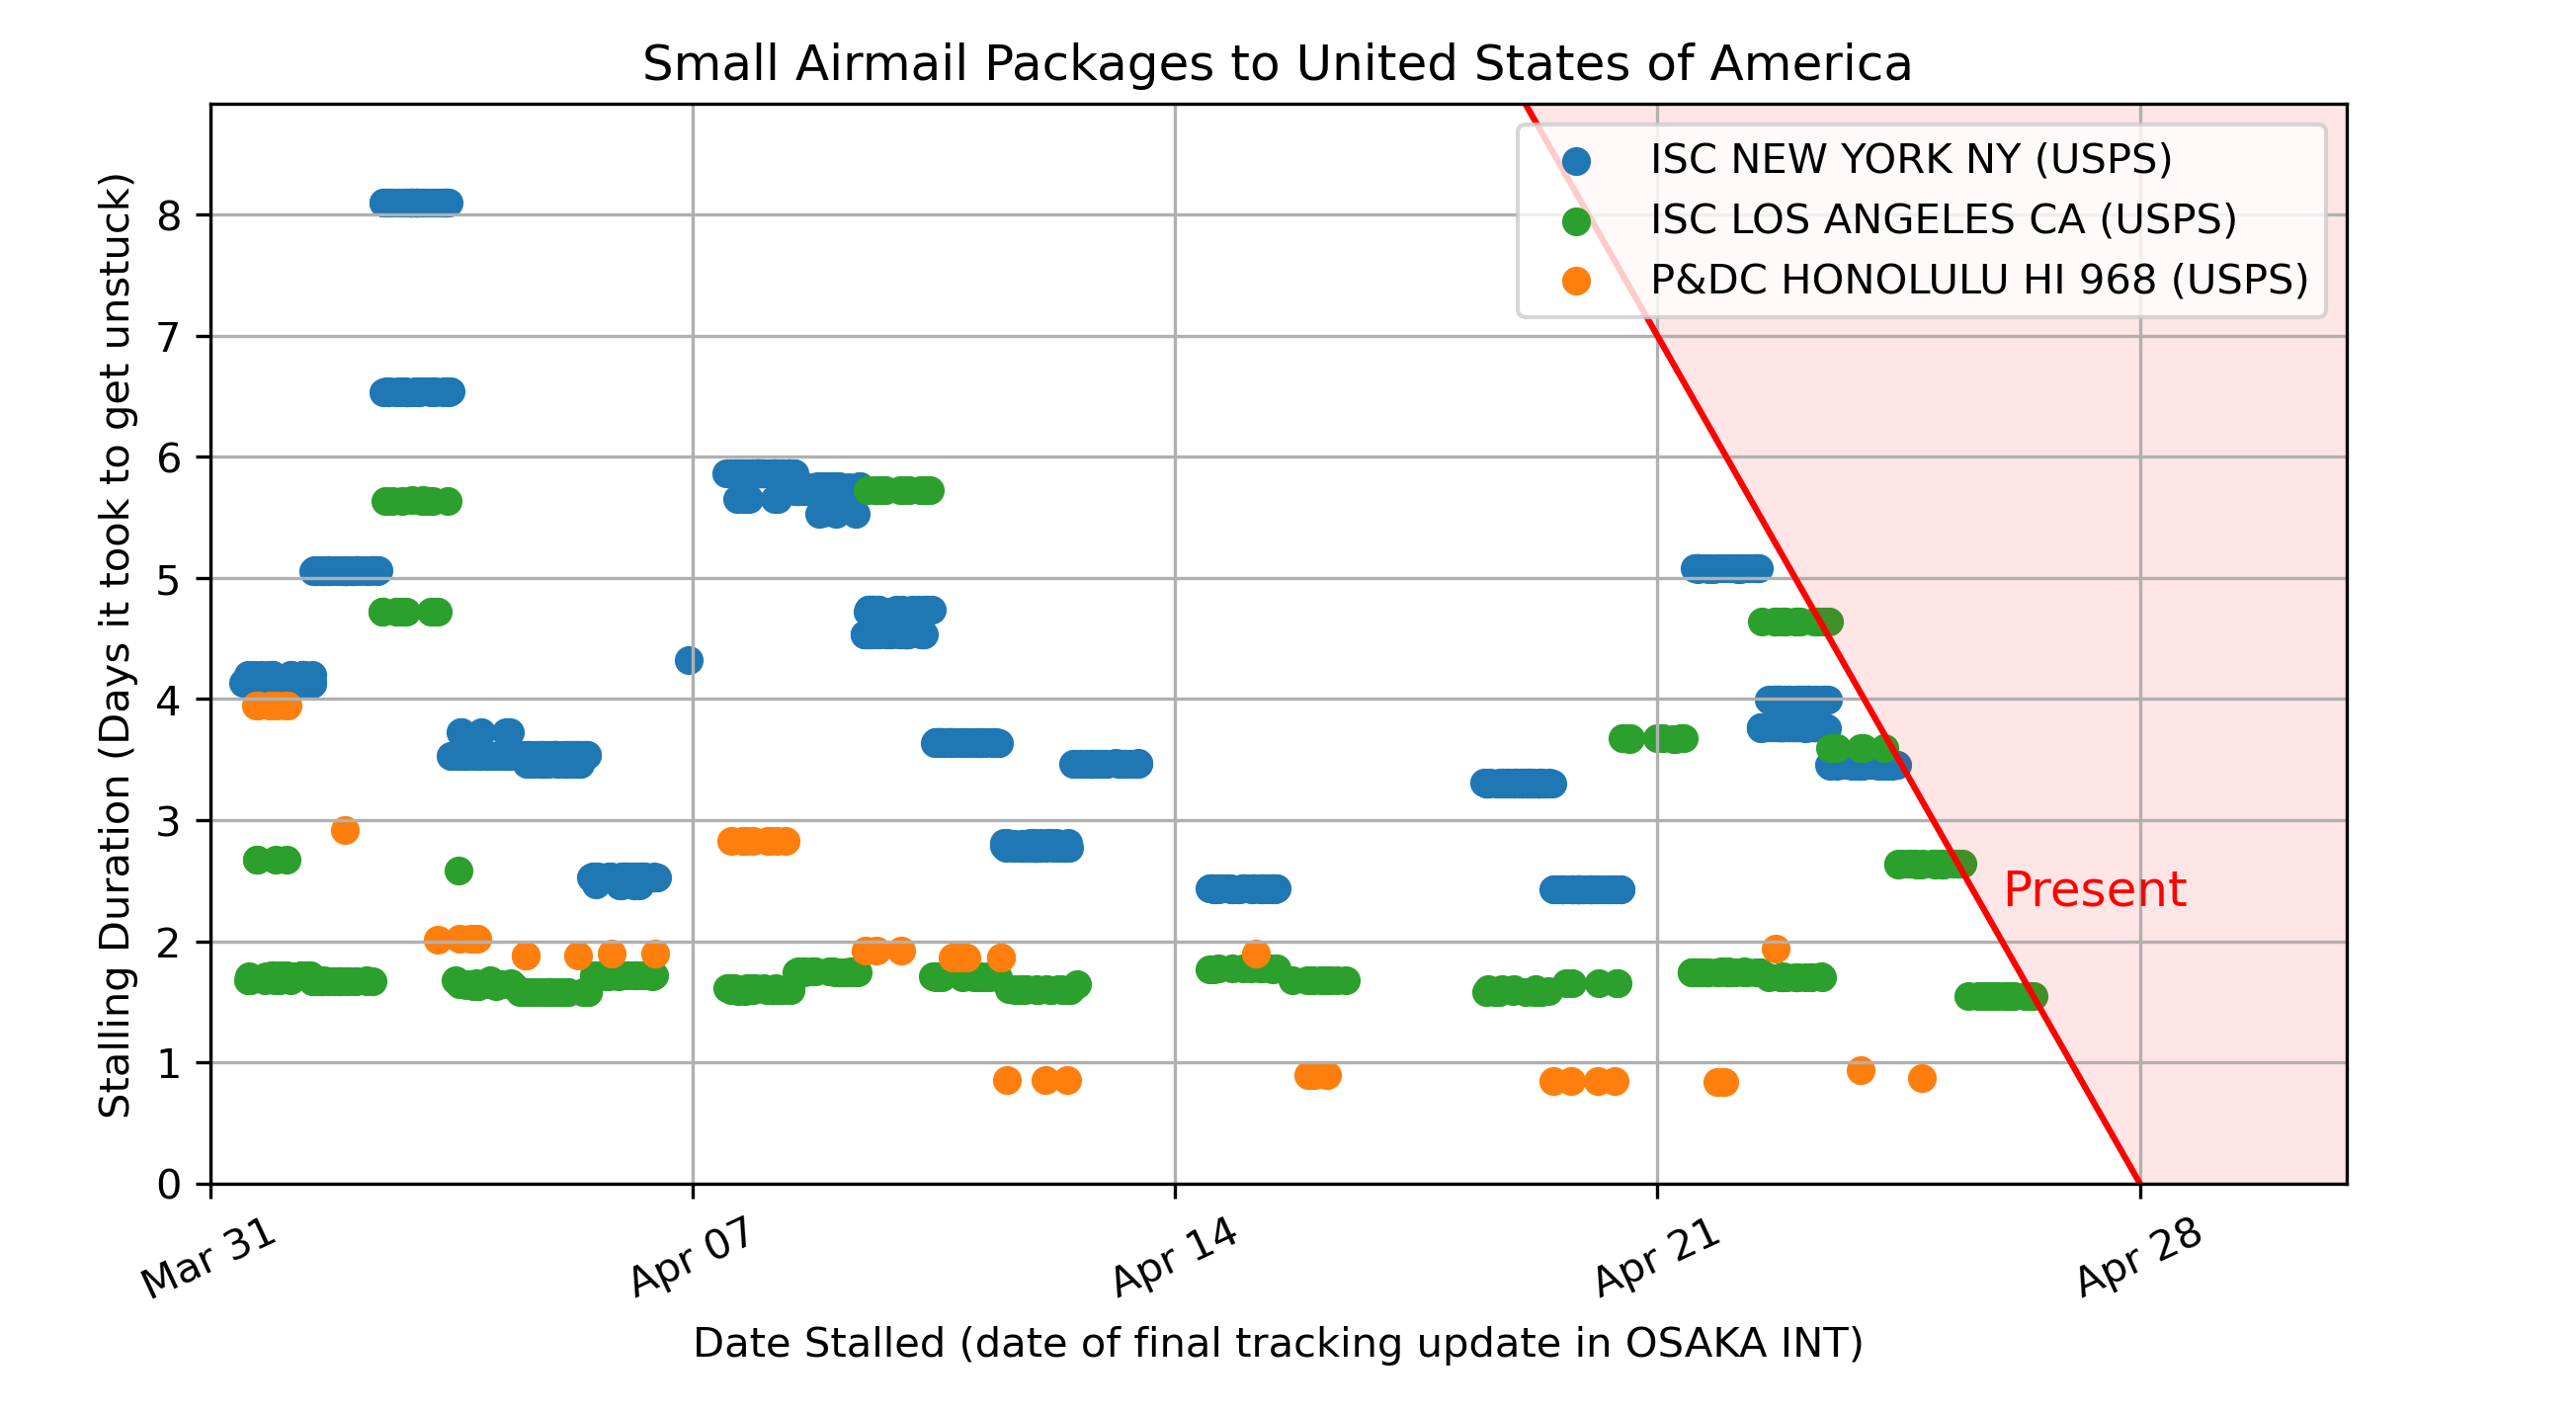 Small Airmail Packages to United States of America
ISC NEW YORK NY (USPS)
ISC LOS ANGELES CA (USPS)
P&DC HONOLULU HI 968 (USPS)
Stalling Duration (Days it took to get unstuck)
8
7
6
5
4
3
2
1
0
Present
Mar 31
Apr 07
Apr 14
Apr 21
Apr 28
Date Stalled (date of final tracking update in OSAKA INT)